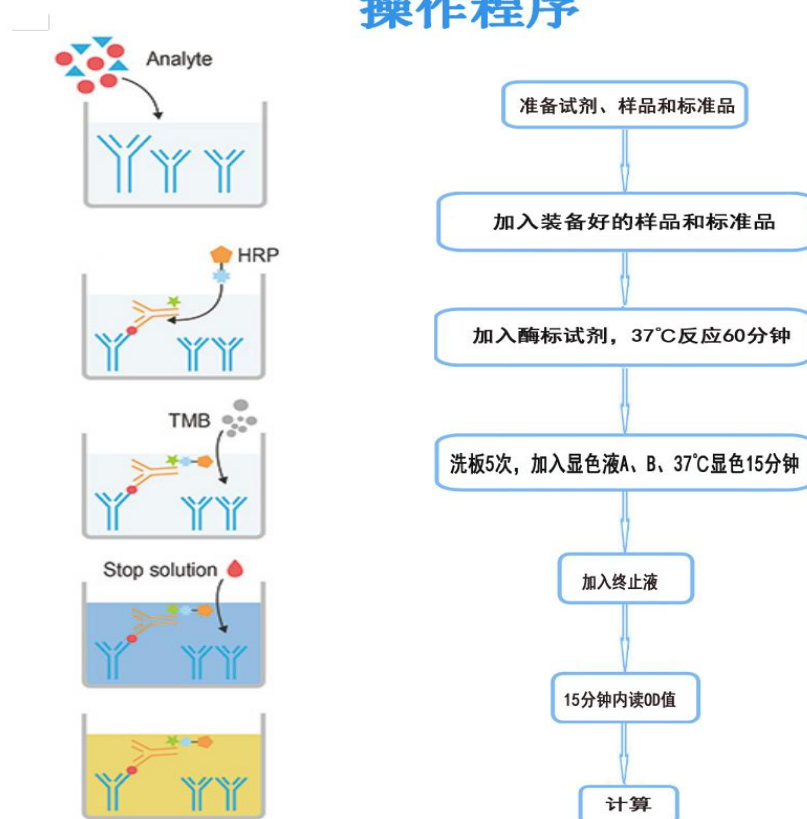 操作程序
Analyte
HRP
TMB
Stop solution
准备试剂、样品和标准品
加入装备好的样品和标准品
加入酶标试剂，37℃反应60分钟
洗板5次，加入显色液A、B、37℃显色15分钟
加入终止液
15分钟内读OD值
计算